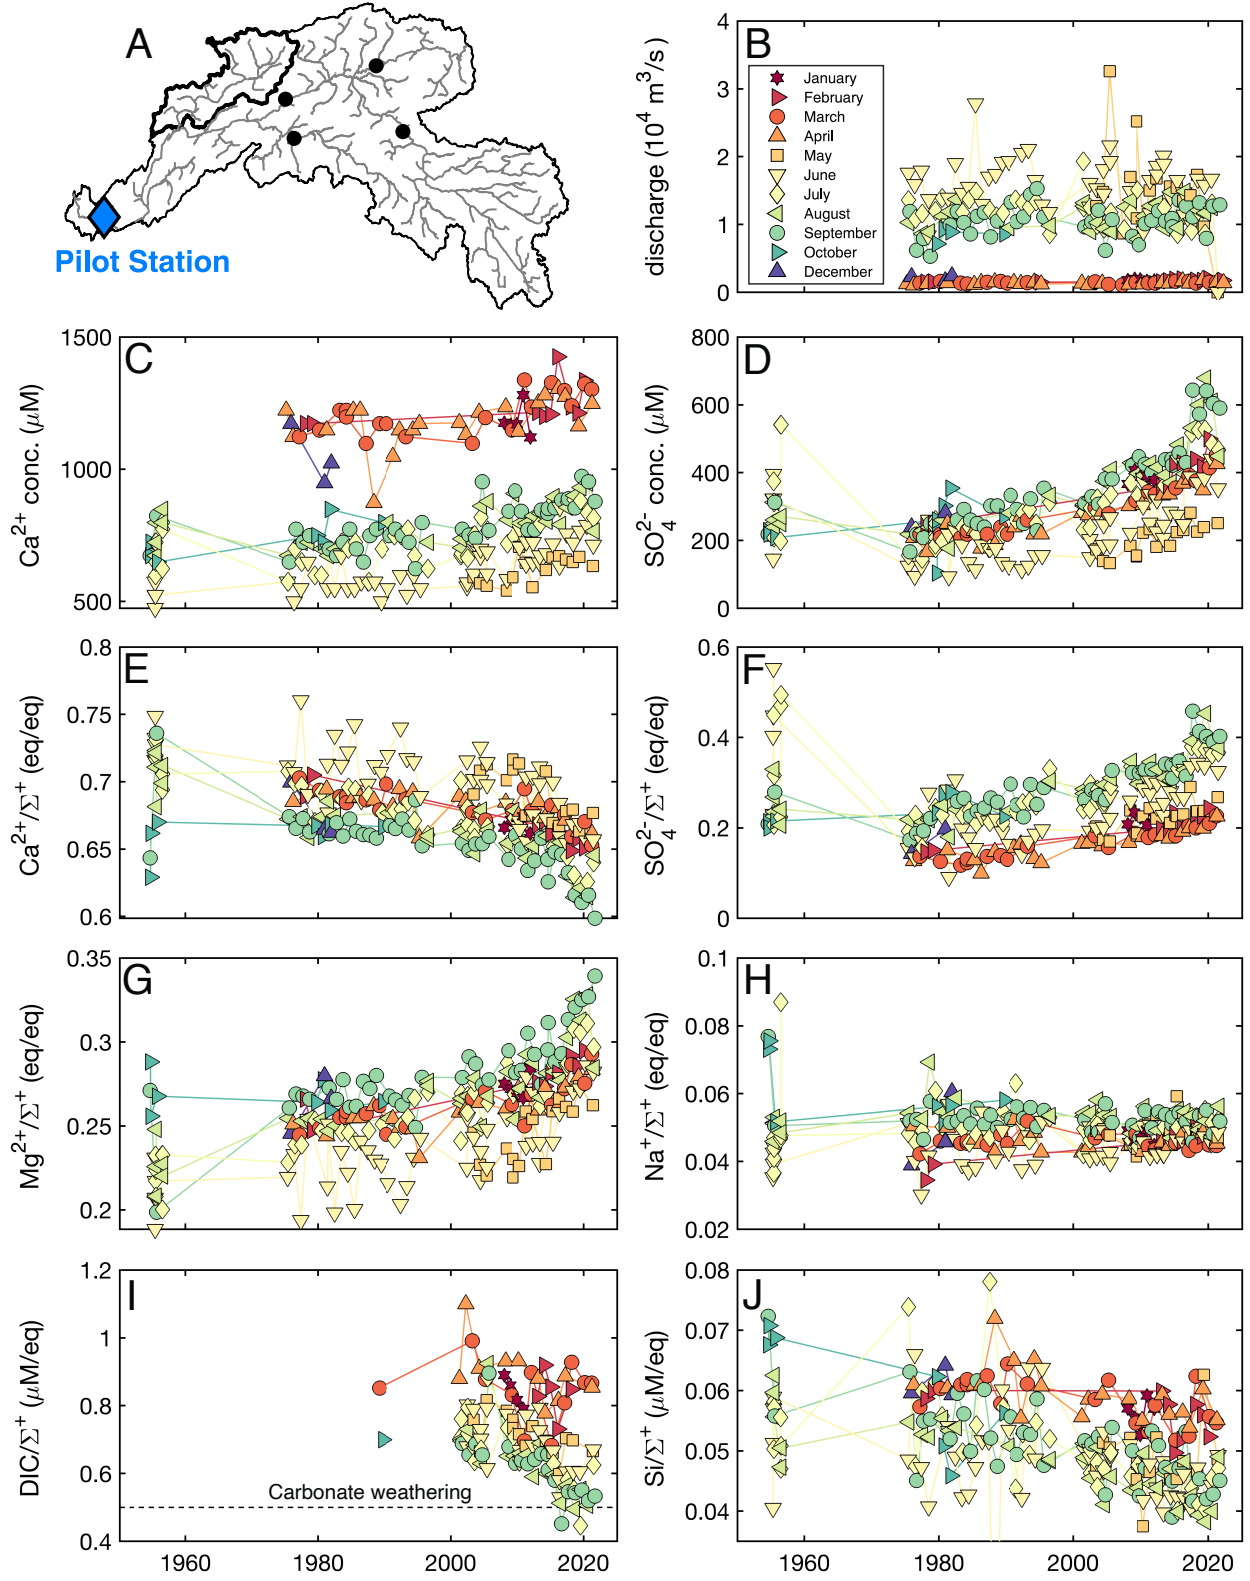 A
Pilot Station
B
discharge (10⁴ m³/s)
4
3
2
1
0
January
February
March
April
May
June
July
August
September
October
December
C
Ca²⁺ conc. (μM)
1500
1000
500
D
SO₄²⁻ conc. (μM)
800
600
400
200
0
E
Ca²⁺/Σ⁺ (eq/eq)
0.8
0.75
0.7
0.65
0.6
F
SO₄²⁻/Σ⁺ (eq/eq)
0.6
0.4
0.2
0
G
Mg²⁺/Σ⁺ (eq/eq)
0.35
0.3
0.25
0.2
H
Na⁺/Σ⁺ (eq/eq)
0.1
0.08
0.06
0.04
0.02
I
DIC/Σ⁺ (μM/eq)
1.2
1
0.8
0.6
0.4
Carbonate weathering
1960 1980 2000 2020
J
Si/Σ⁺ (μM/eq)
0.08
0.07
0.06
0.05
0.04
1960 1980 2000 2020